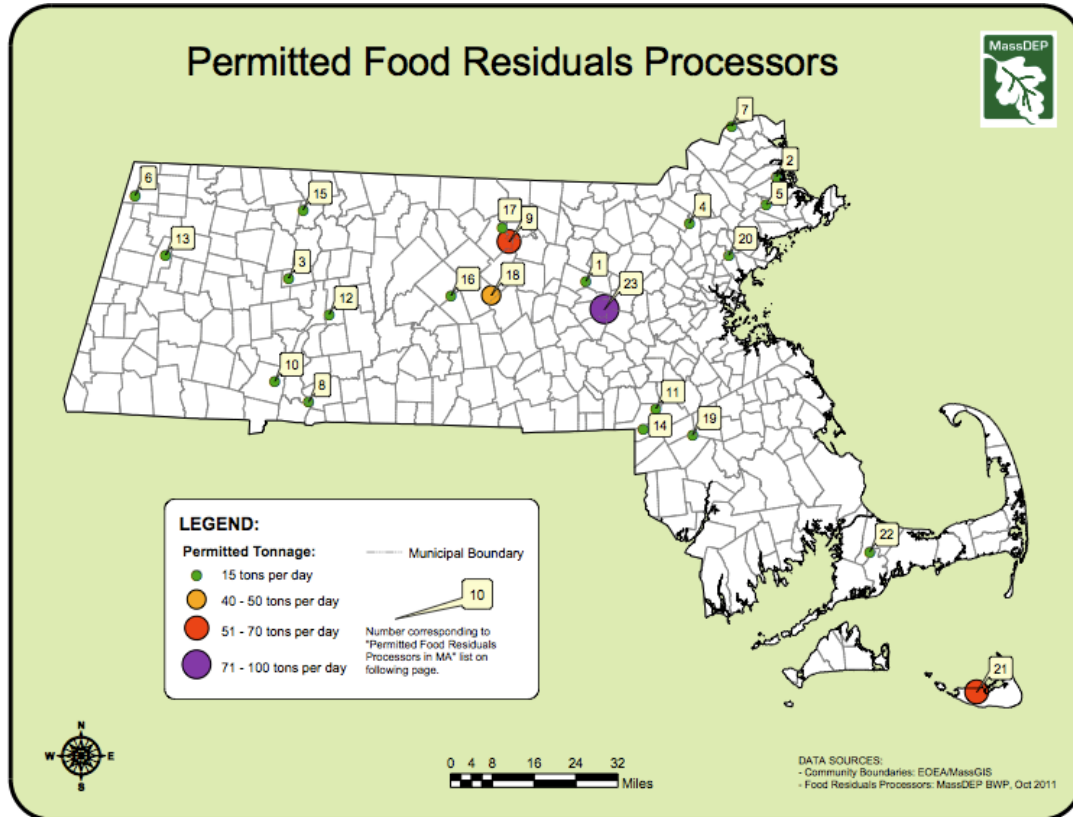 Permitted Food Residuals Processors
MassDEP
7
2
6
15
5
17
9
4
13
20
3
1
16
18
23
12
10
8
11
14
19
22
21
LEGEND:
Permitted Tonnage:
Municipal Boundary
15 tons per day
40 - 50 tons per day
51 - 70 tons per day
71 - 100 tons per day
10
Number corresponding to
"Permitted Food Residuals
Processors in MA" list on
following page.
N
W
E
S
0 4 8 16 24 32
Miles
DATA SOURCES:
- Community Boundaries: EOEA/MassGIS
- Food Residuals Processors: MassDEP BWP, Oct 2011